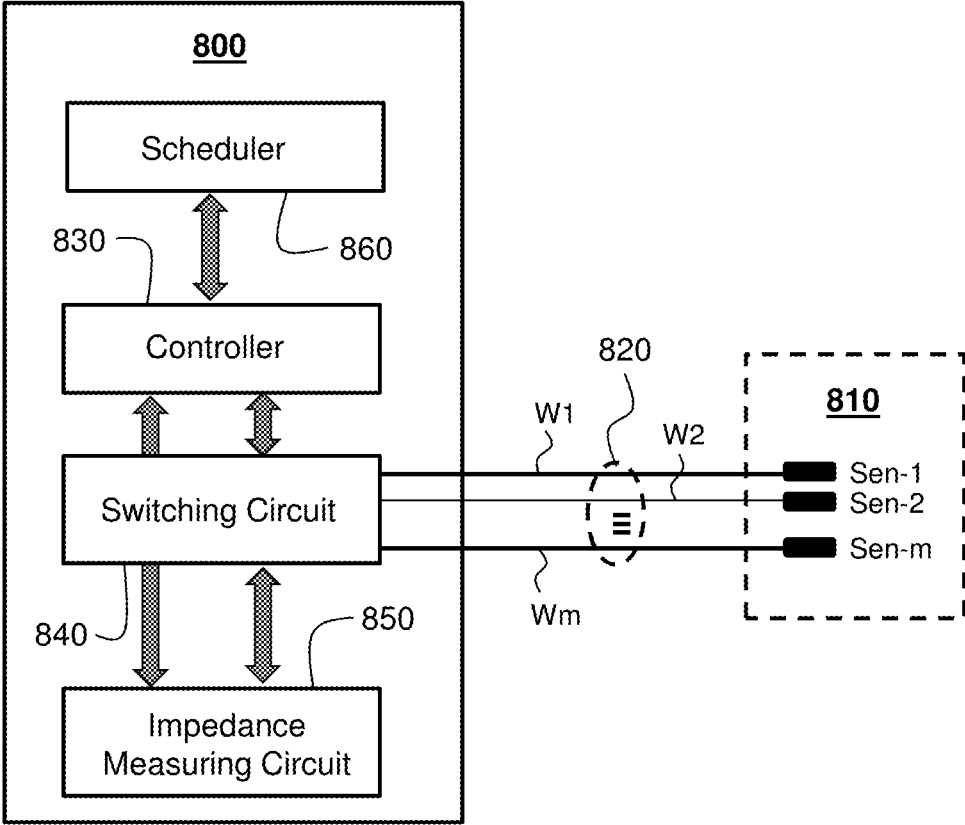 800
Scheduler
830
860
Controller
820
810
W1
W2
Sen-1
Switching Circuit
Sen-2
Sen-m
Wm
840
850
Impedance
Measuring Circuit